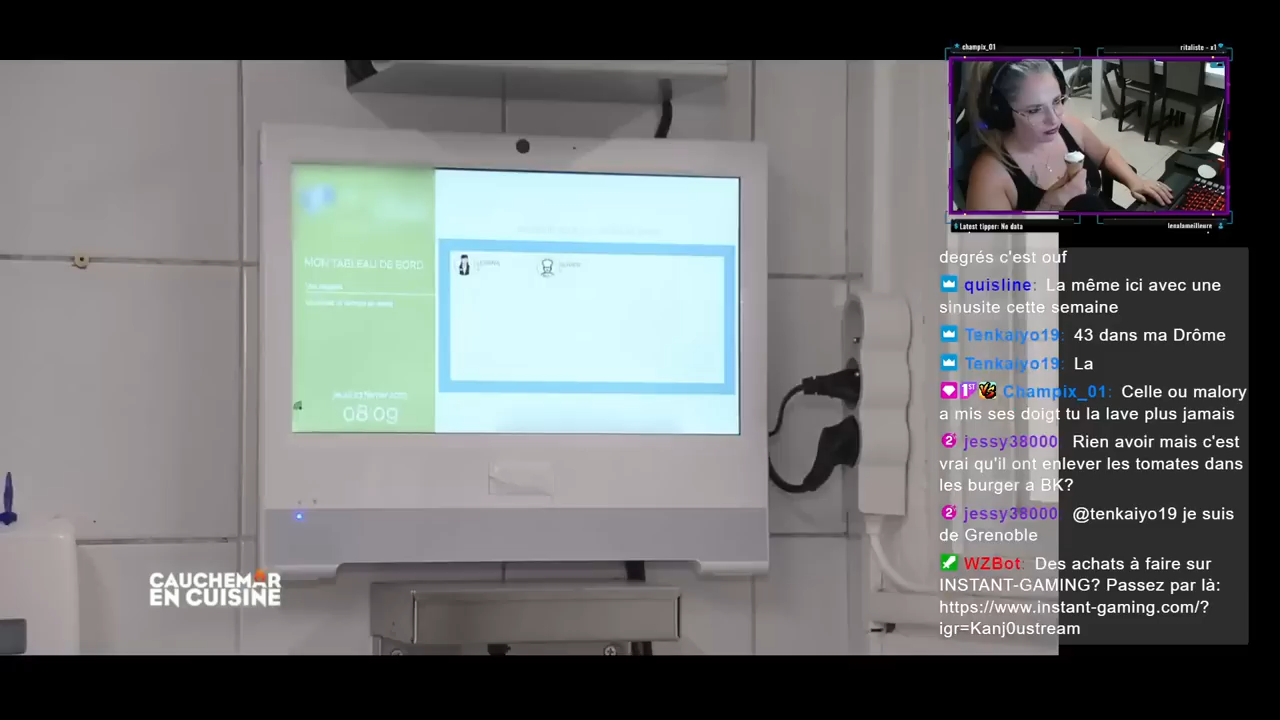 champix_01
ritaliste - x1
Latest tipper: No data
lenalameilleure
degrés c'est ouf
quisline: La même ici avec une
sinusite cette semaine
Tenkaiyo19: 43 dans ma Drôme
Tenkaiyo19: La
Champix_01: Celle ou malory
a mis ses doigt tu la lave plus jamais
jessy38000: Rien avoir mais c'est
vrai qu'il ont enlever les tomates dans
les burger a BK?
jessy38000: @tenkaiyo19 je suis
de Grenoble
WZBot: Des achats à faire sur
INSTANT-GAMING? Passez par là:
https://www.instant-gaming.com/?
igr=Kanj0ustream
MON TABLEAU DE BORD
08:09
CAUCHEMAR
EN CUISINE